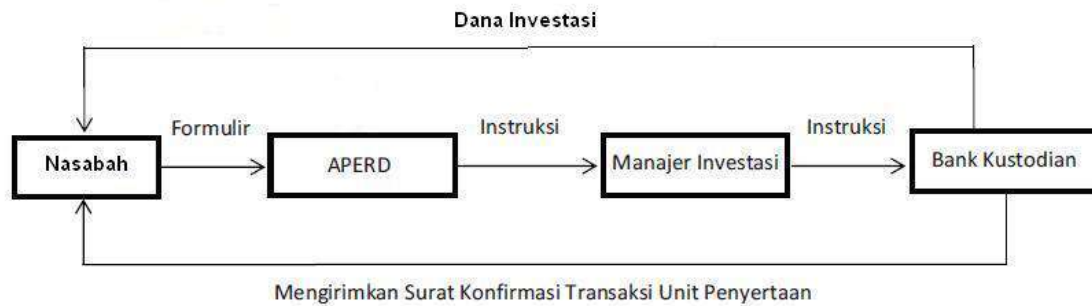 Dana Investasi
Formulir
Instruksi
Instruksi
Nasabah
APERD
Manajer Investasi
Bank Kustodian
Mengirimkan Surat Konfirmasi Transaksi Unit Penyertaan